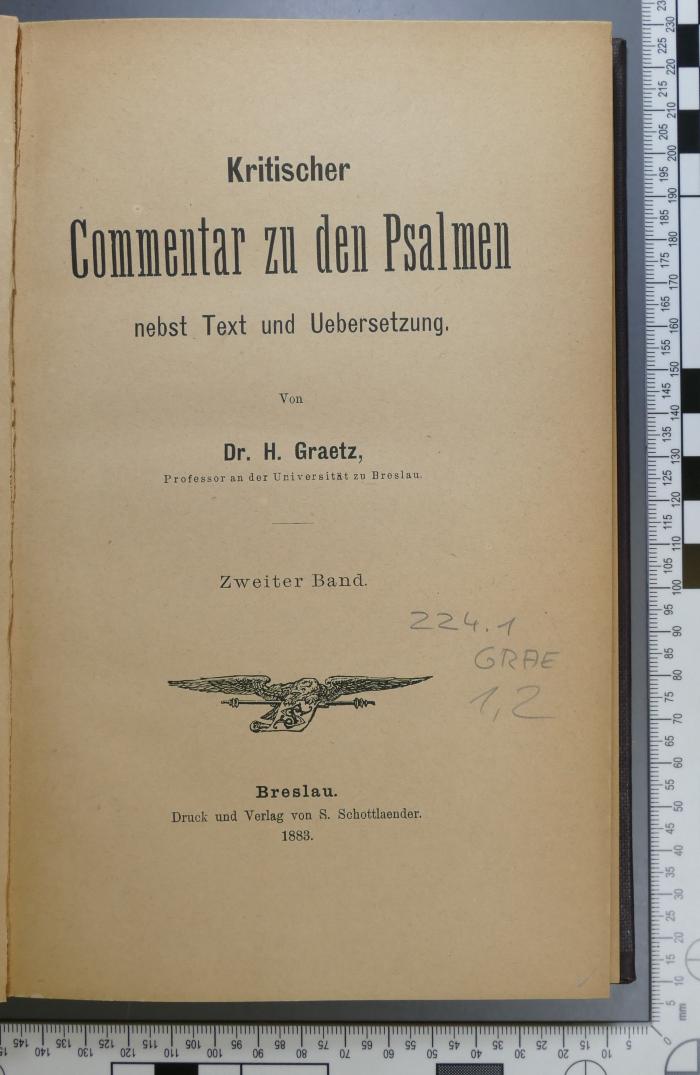 Kritischer
Commentar zu den Psalmen
nebst Text und Uebersetzung.
Von
Dr. H. Graetz,
Professor an der Universität zu Breslau.
Zweiter Band.
224.1
GRAE
1,2
Breslau.
Druck und Verlag von S. Schottlaender.
1883.